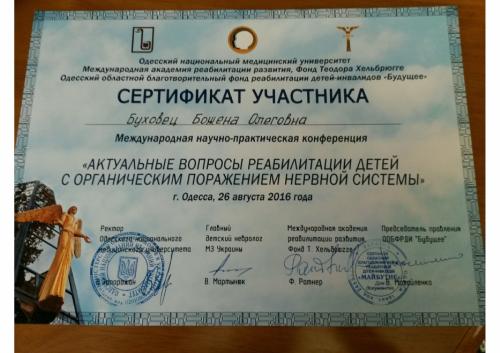 Одесский национальный медицинский университет
Международная академия реабилитации развития, Фонд Теодора Хельбрюгге
Одесский областной благотворительный фонд реабилитации детей-инвалидов «Будущее»
СЕРТИФИКАТ УЧАСТНИКА
Буховец Божена Олеговна
Международная научно-практическая конференция
«АКТУАЛЬНЫЕ ВОПРОСЫ РЕАБИЛИТАЦИИ ДЕТЕЙ
С ОРГАНИЧЕСКИМ ПОРАЖЕНИЕМ НЕРВНОЙ СИСТЕМЫ»
г. Одесса, 26 августа 2016 года
Ректор Главный Международная академия Председатель правления
Одесского национального детский невролог реабилитации развития, ООБФРДИ "Будущее"
медицинского университета МЗ Украины Фонд Т. Хельбрюгге
Запорожан В. Мартынюк Ф. Ратнер